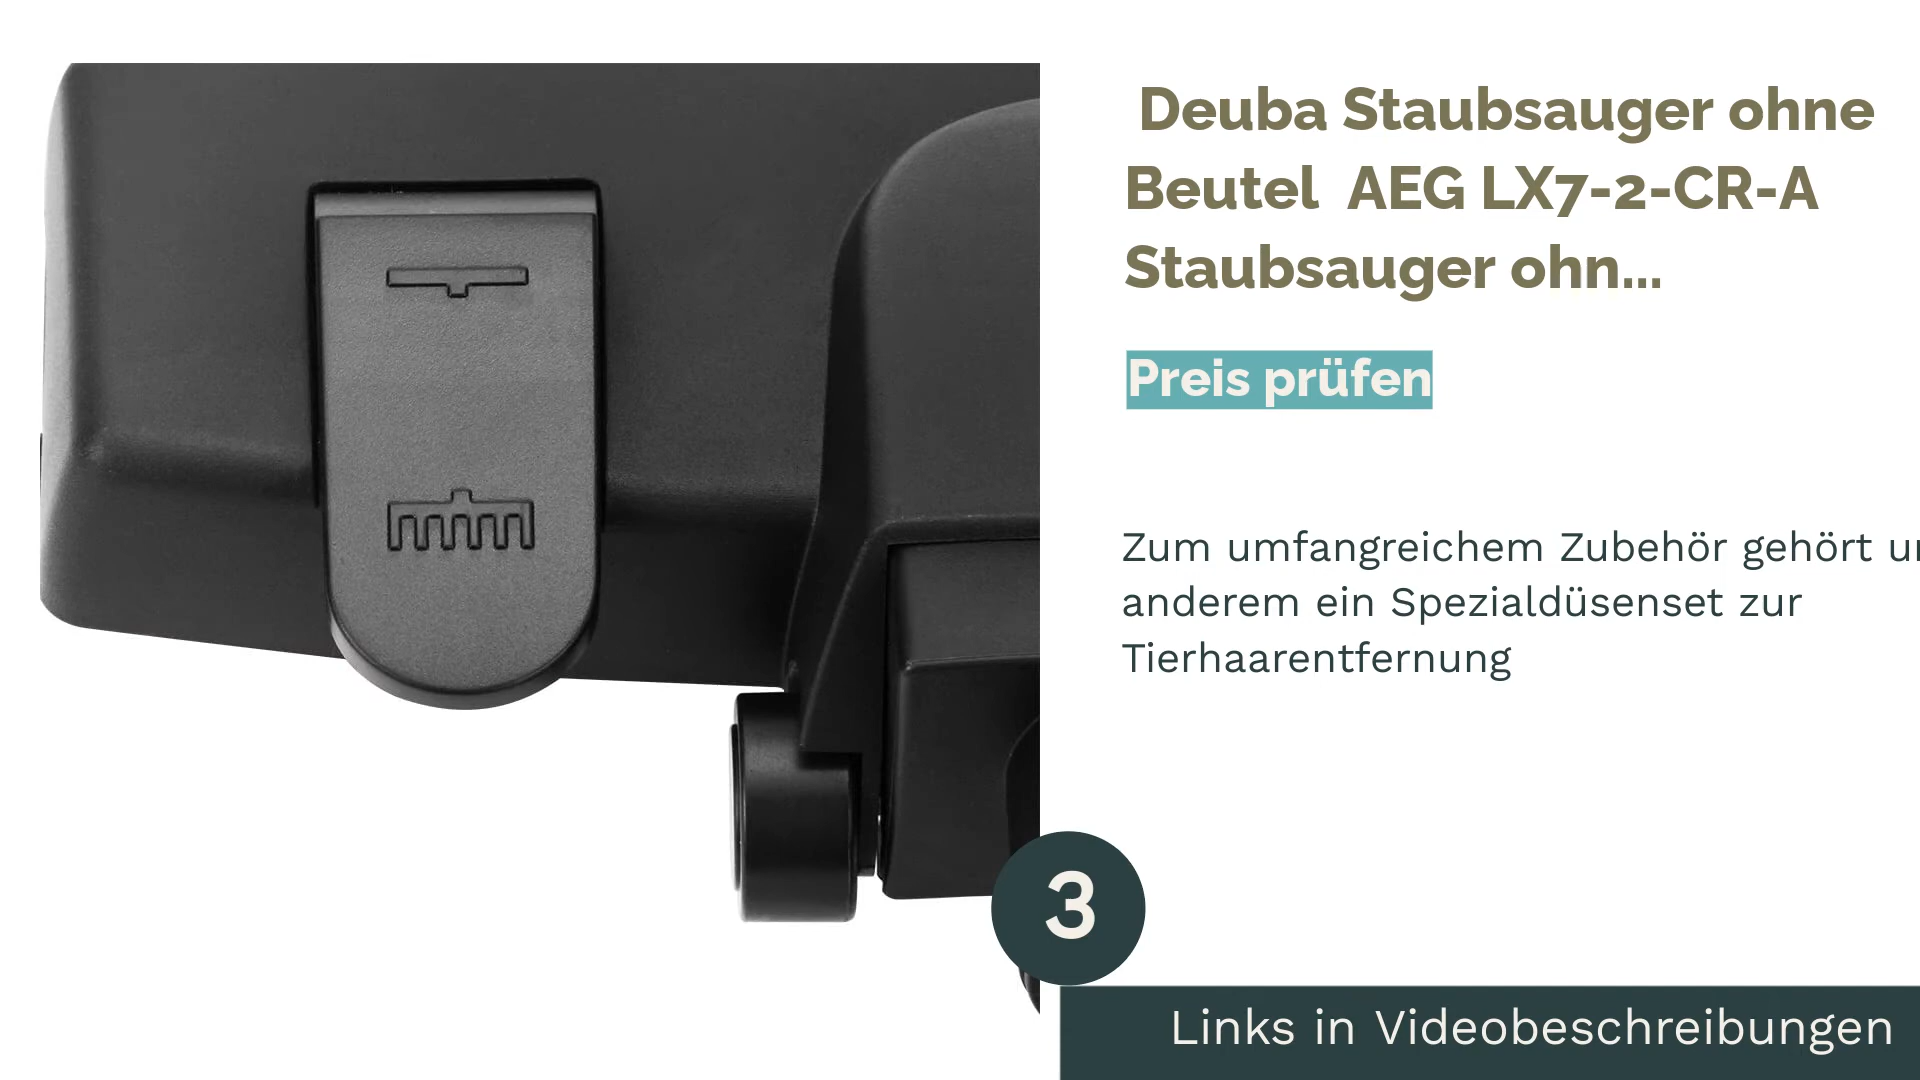 Deuba Staubsauger ohne
Beutel AEG LX7-2-CR-A
Staubsauger ohn...
Preis prüfen
Zum umfangreichem Zubehör gehört
anderem ein Spezialdüsenset zur
Tierhaarentfernung
3
Links in Videobeschreibungen